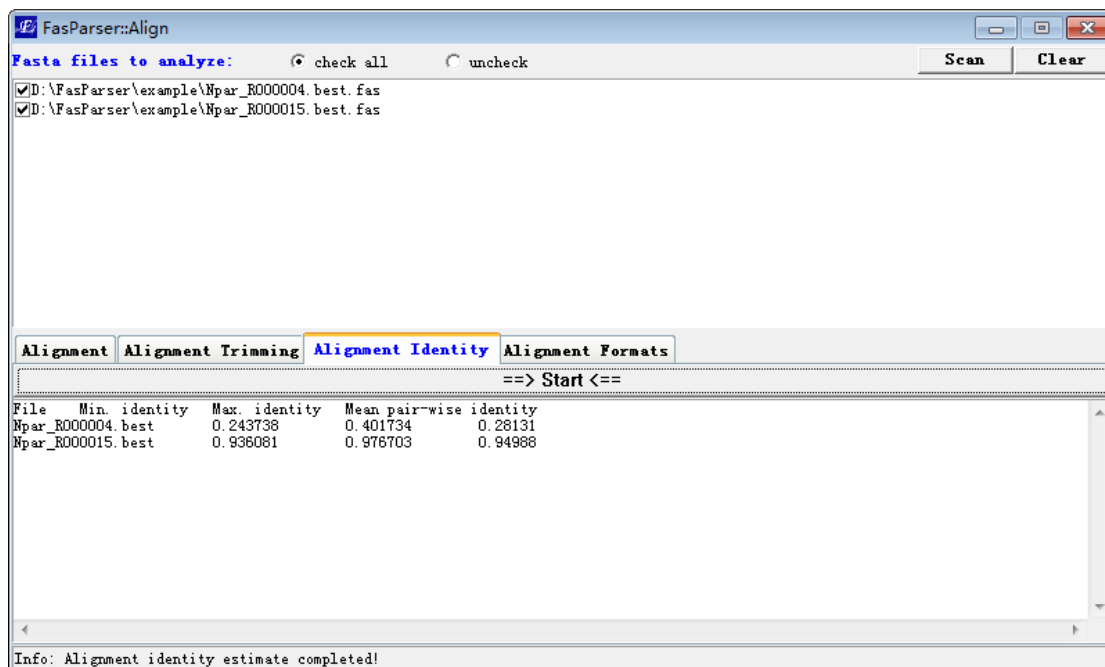 FasParser::Align
Fasta files to analyze: check all uncheck Scan Clear
D:\FasParser\example\Npar_R000004.best.fas
D:\FasParser\example\Npar_R000015.best.fas
Alignment Alignment Trimming Alignment Identity Alignment Formats
==> Start <==
File Min. identity Max. identity Mean pair-wise identity
Npar_R000004.best 0.243738 0.401734 0.28131
Npar_R000015.best 0.936081 0.976703 0.94988
Info: Alignment identity estimate completed!